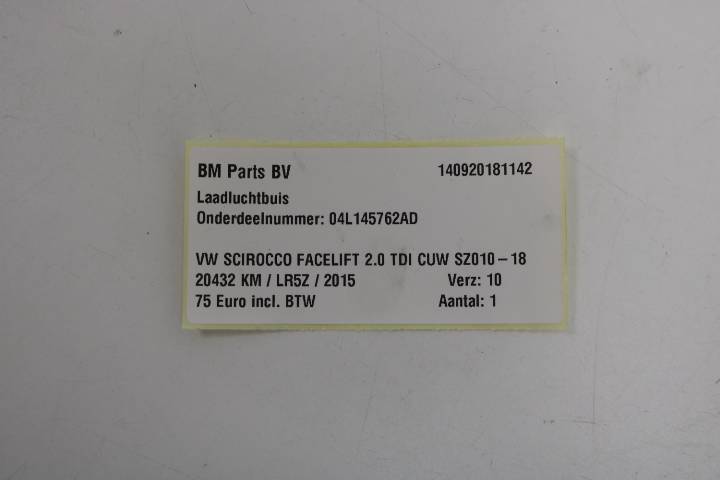 BM Parts BV 140920181142
Laadluchtbuis
Onderdeelnummer: 04L145762AD
VW SCIROCCO FACELIFT 2.0 TDI CUW SZ010-18
20432 KM / LR5Z / 2015 Verz: 10
75 Euro incl. BTW Aantal: 1